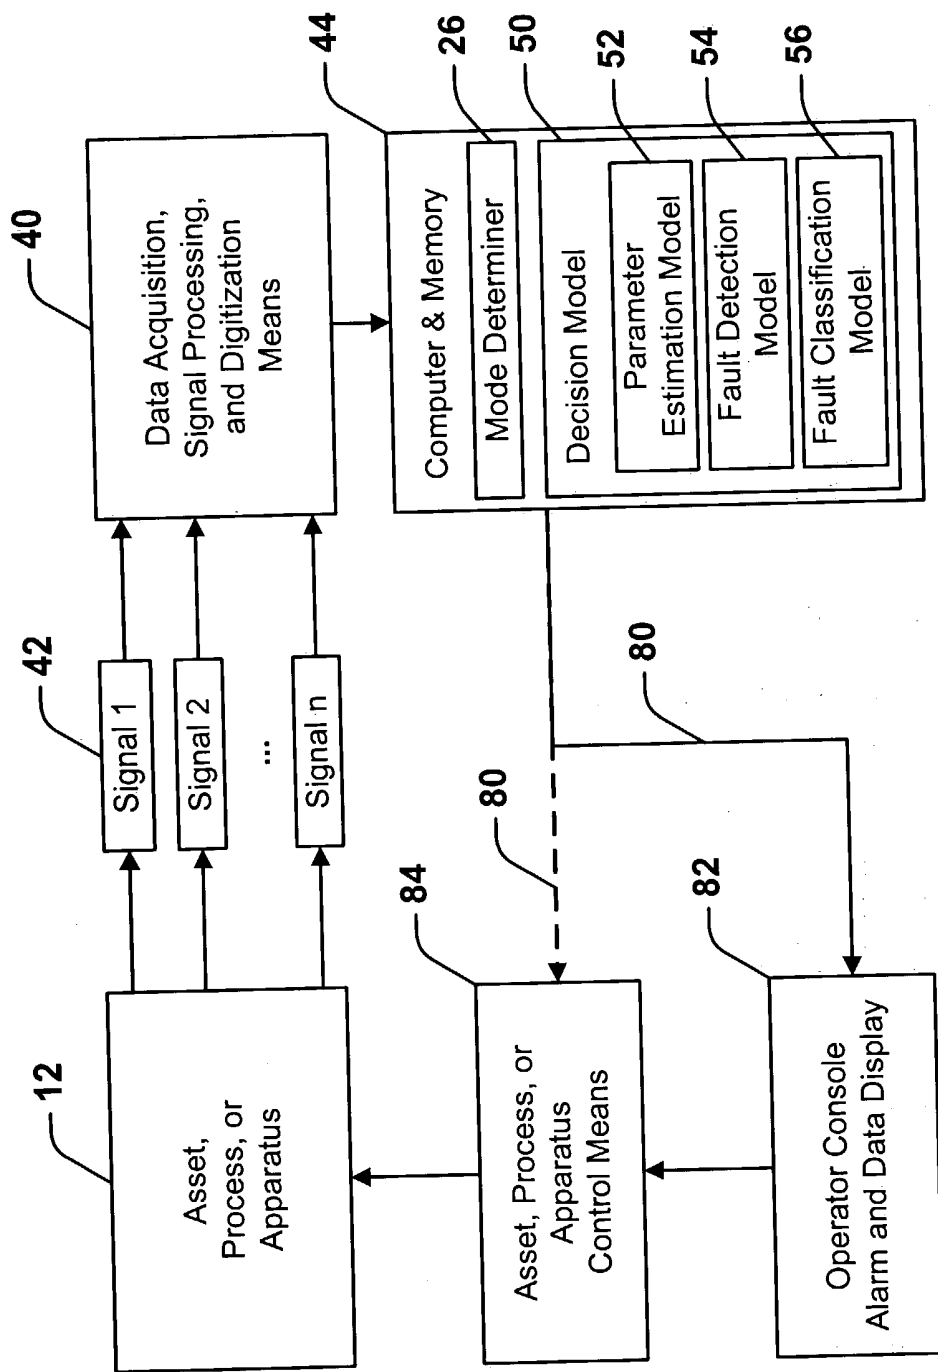 12
Asset,
Process, or
Apparatus
42
Signal 1
Signal 2
...
Signal n
40
Data Acquisition,
Signal Processing,
and Digitization
Means
44
Computer & Memory
26
Mode Determiner
50
Decision Model
52
Parameter
Estimation Model
54
Fault Detection
Model
56
Fault Classification
Model
80
80
84
Asset, Process, or
Apparatus
Control Means
82
Operator Console
Alarm and Data Display